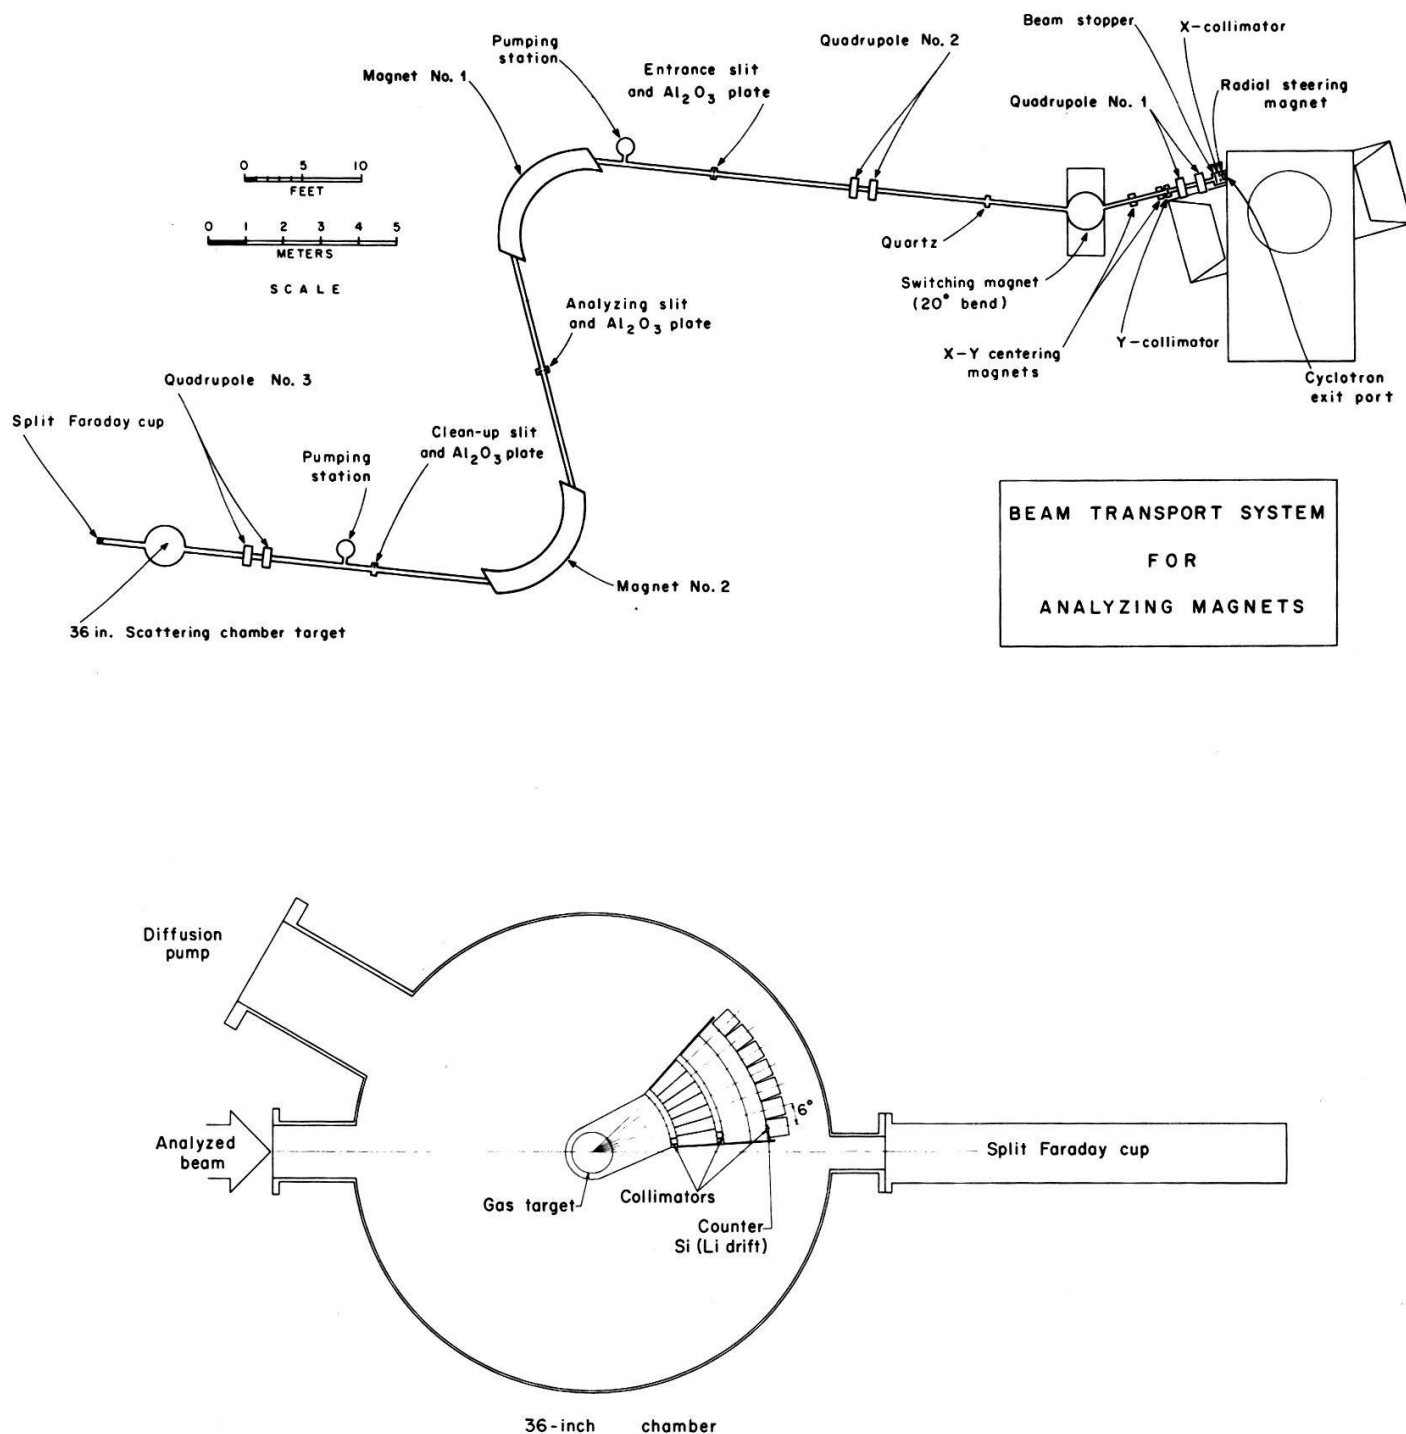 Beam stopper
X-collimator
Pumping
station
Quadrupole No. 2
Magnet No. 1
Entrance slit
and Al2O3 plate
Quadrupole No. 1
Radial steering
magnet
0 5 10
FEET
0 1 2 3 4 5
METERS
SCALE
Quartz
Switching magnet
(20° bend)
Analyzing slit
and Al2O3 plate
Y-collimator
X-Y centering
magnets
Cyclotron
exit port
Quadrupole No. 3
Split Faraday cup
Clean-up slit
and Al2O3 plate
Pumping
station
Magnet No. 2
36 in. Scattering chamber target
BEAM TRANSPORT SYSTEM
FOR
ANALYZING MAGNETS
Diffusion
pump
6°
Analyzed
beam
Split Faraday cup
Gas target
Collimators
Counter
Si (Li drift)
36-inch chamber